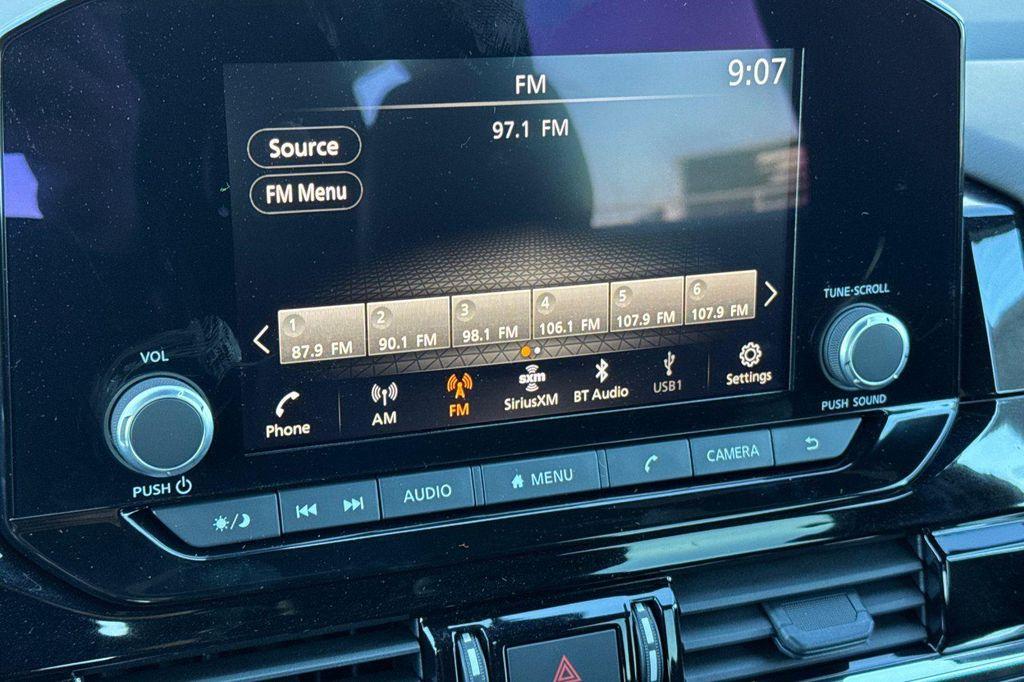 FM
9:07
97.1 FM
Source
FM Menu
1
2
3
4
5
6
87.9 FM
90.1 FM
98.1 FM
106.1 FM
107.9 FM
107.9 FM
Phone
AM
FM
sxm
SiriusXM
BT Audio
USB1
Settings
VOL
PUSH
TUNE·SCROLL
PUSH SOUND
AUDIO
MENU
CAMERA